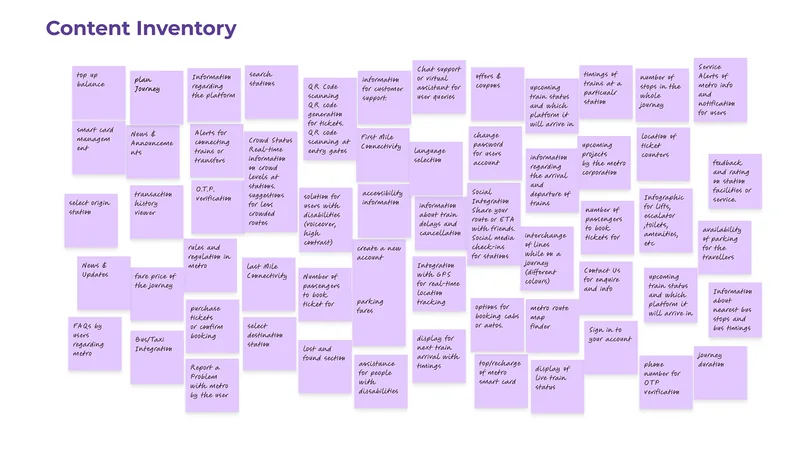 Content Inventory
top up
balance
plan
Journey
Information
regarding
the platform
search
stations
QR Code
scanning
QR code
generation
for tickets.
QR code
scanning at
entry gates
information
for customer
support.
Chat support
or virtual
assistant for
user queries
offers &
coupons
upcoming
train status
and which
platform it
will arrive in
timings of
trains at a
particualr
station
number of
stops in the
whole
journey
Service
Alerts of
metro info
and
notification
for users
smart card
managem
ent
News &
Announceme
nts
Alerts for
connecting
trains or
transfers
Crowd Status
Real-time
information
on crowd
levels at
stations,
suggestions
for less
crowded
routes
First Mile
Connectivity
language
selection
change
password
for users
account
information
regarding
the arrival
and
departure of
trains
upcoming
projects
by the metro
corporation
location of
ticket
counters
feedback
and rating
on station
facilities or
service.
select origin
station
transaction
history
viewer
O.T.P.
verification
solution for
users with
disabilities
(voiceover,
high
contrast)
accessibility
information
information
about train
delays and
cancellation
Social
Integration
Share your
route or ETA
with friends.
Social media
check-ins
for stations
interchange
of lines
while on a
journey
(different
colours)
number of
passengers
to book
tickets for
Infographic
for lifts,
escalator
,toilets,
amenities,
etc
availability
of parking
for the
travellers
News &
Updates
fare price of
the journey
rules and
regulation in
metro
last Mile
Connectivity
Number of
passengers
to book
ticket for
create a new
account
parking
fares
Integration
with GPS
for real-time
location
tracking
options for
booking cabs
or autos.
metro route
map
finder
Contact Us
for enquire
and info
upcoming
train status
and which
platform it
will arrive in
Information
about
nearest bus
stops and
bus timings
FAQs by
users
regarding
metro
Bus/Taxi
Integration
purchase
tickets
or confirm
booking
select
destination
station
lost and
found section
assistance
for people
with
disabilities
display for
next train
arrival with
timings
top/recharge
of metro
smart card
display of
live train
status
Sign in to
your account
phone
number for
OTP
verification
journey
duration
Report a
Problem
with metro
by the user